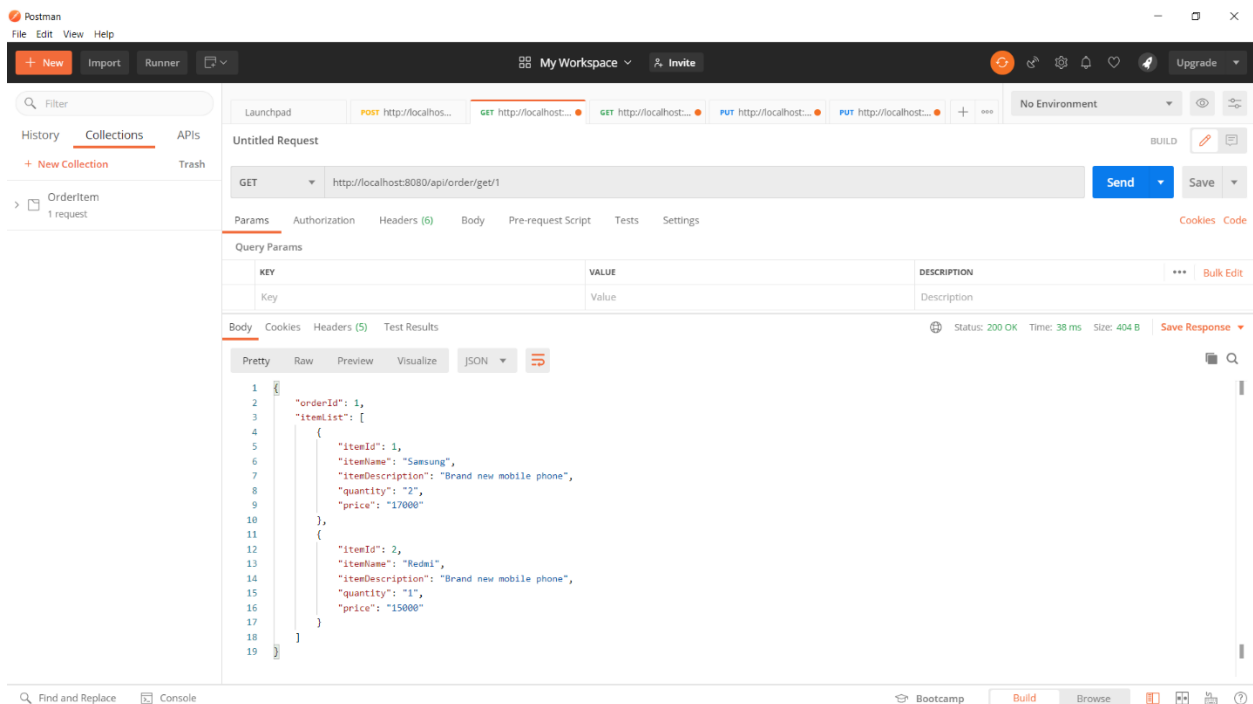 Postman
File Edit View Help
+ New Import Runner My Workspace Invite Upgrade
Filter
History Collections APIs
+ New Collection Trash
OrderItem
1 request
Launchpad POST http://localhos... GET http://localhost:... GET http://localhost:... PUT http://localhost:... PUT http://localhost:... + ooo No Environment
Untitled Request BUILD
GET http://localhost:8080/api/order/get/1 Send Save
Params Authorization Headers (6) Body Pre-request Script Tests Settings Cookies Code
Query Params
KEY VALUE DESCRIPTION ••• Bulk Edit
Key Value Description
Body Cookies Headers (5) Test Results Status: 200 OK Time: 38 ms Size: 404 B Save Response
Pretty Raw Preview Visualize JSON
1 {
2 "orderId": 1,
3 "itemList": [
4 {
5 "itemId": 1,
6 "itemName": "Samsung",
7 "itemDescription": "Brand new mobile phone",
8 "quantity": "2",
9 "price": "17000"
10 },
11 {
12 "itemId": 2,
13 "itemName": "Redmi",
14 "itemDescription": "Brand new mobile phone",
15 "quantity": "1",
16 "price": "15000"
17 }
18 ]
19 }
Find and Replace Console Bootcamp Build Browse